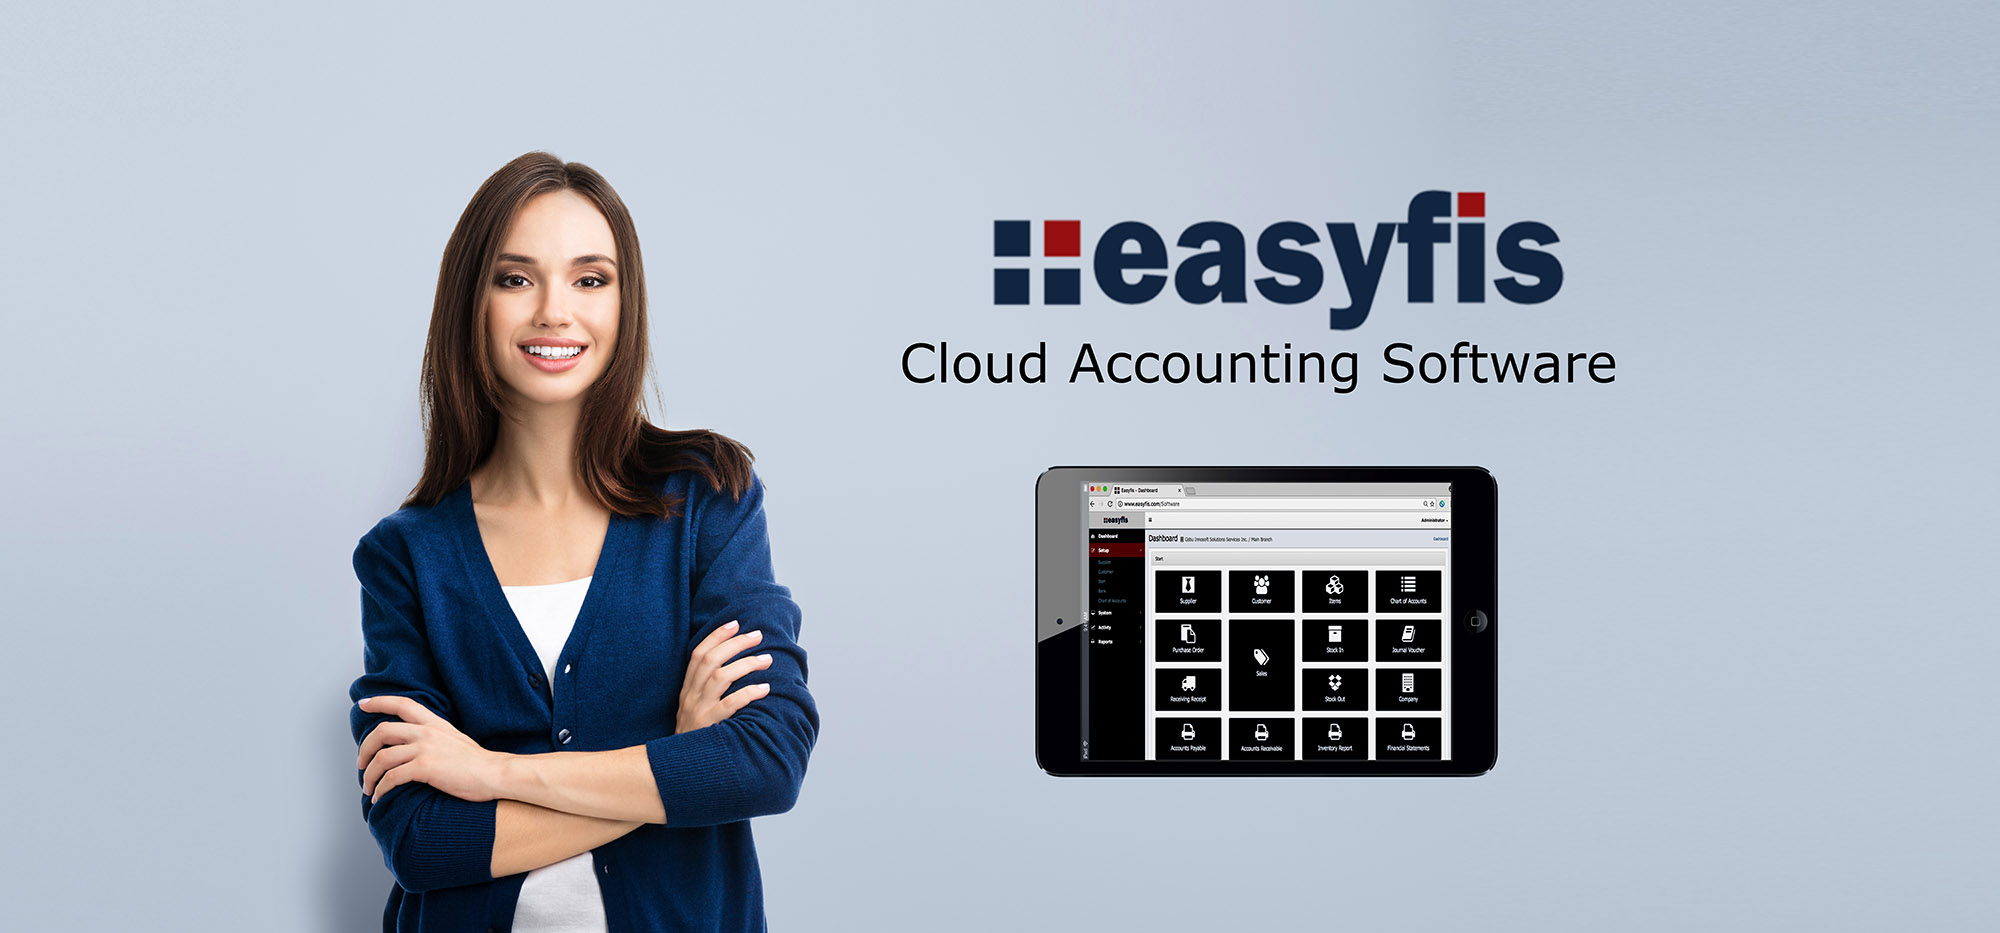 easyfis
Cloud Accounting Software
Easyfis - Dashboard
www.easyfis.com/Software
easyfis
Administrator
Dashboard
Setup
Supplier
Customer
Item
Bank
Chart of Accounts
System
Activity
Reports
Dashboard Cebu Innosoft Solutions Services Inc. / Main Branch
Dashboard
Start
Supplier
Customer
Items
Chart of Accounts
Purchase Order
Sales
Stock In
Journal Voucher
Receiving Receipt
Stock Out
Company
Accounts Payable
Accounts Receivable
Inventory Report
Financial Statements
iPad